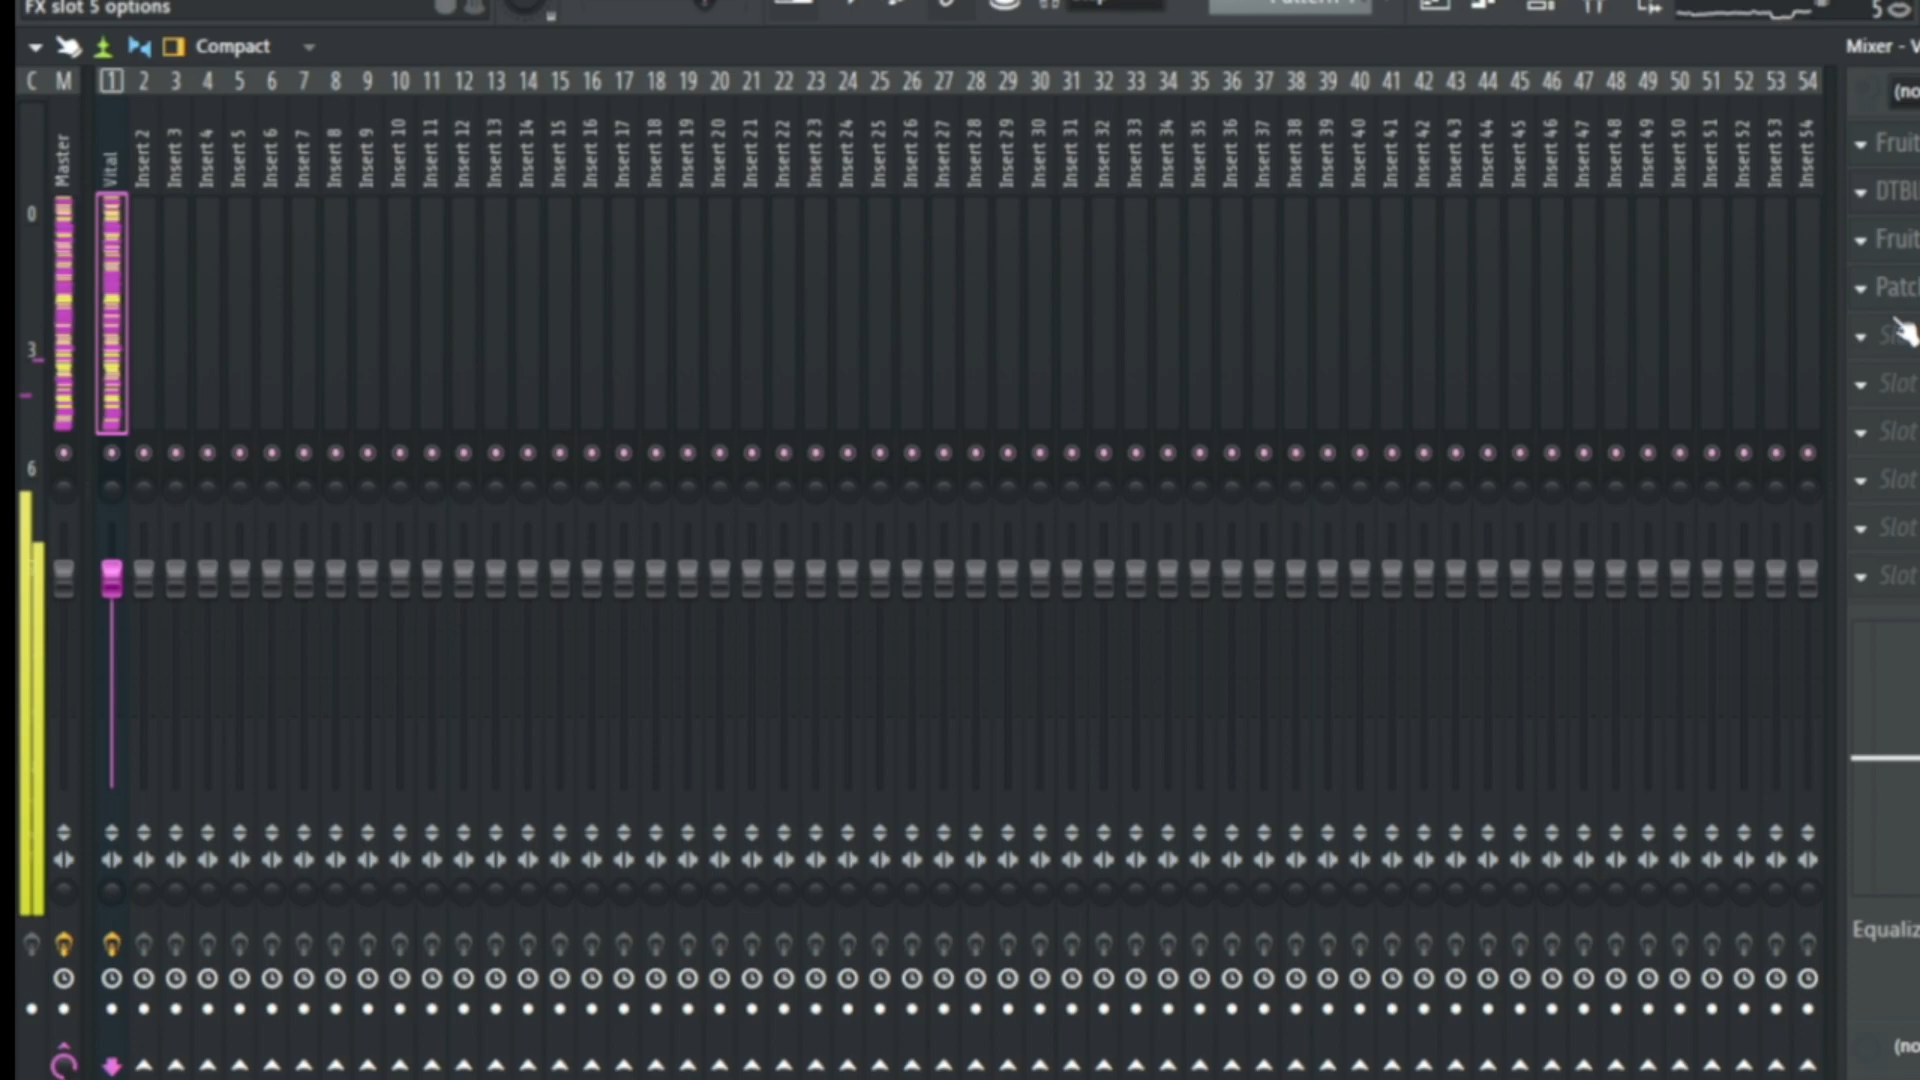 FX slot 5 options
5
Compact
Mixer - V
C M 1 2 3 4 5 6 7 8 9 10 11 12 13 14 15 16 17 18 19 20 21 22 23 24 25 26 27 28 29 30 31 32 33 34 35 36 37 38 39 40 41 42 43 44 45 46 47 48 49 50 51 52 53 54
(no
Master
Vital
Insert 2
Insert 3
Insert 4
Insert 5
Insert 6
Insert 7
Insert 8
Insert 9
Insert 10
Insert 11
Insert 12
Insert 13
Insert 14
Insert 15
Insert 16
Insert 17
Insert 18
Insert 19
Insert 20
Insert 21
Insert 22
Insert 23
Insert 24
Insert 25
Insert 26
Insert 27
Insert 28
Insert 29
Insert 30
Insert 31
Insert 32
Insert 33
Insert 34
Insert 35
Insert 36
Insert 37
Insert 38
Insert 39
Insert 40
Insert 41
Insert 42
Insert 43
Insert 44
Insert 45
Insert 46
Insert 47
Insert 48
Insert 49
Insert 50
Insert 51
Insert 52
Insert 53
Insert 54
0
3
6
Fruit
DTBL
Fruit
Patc
Slot
Slot
Slot
Slot
Slot
Equaliz
(no